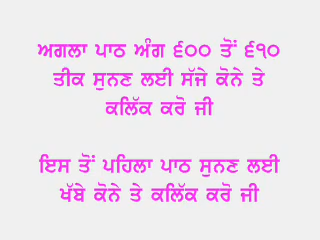 ਅਗਲਾ ਪਾਠ ਅੰਗ ੬੦੦ ਤੋਂ ੬੧੦
ਤੀਕ ਸੁਨਣ ਲਈ ਸੱਜੇ ਕੋਨੇ ਤੇ
ਕਲਿੱਕ ਕਰੋ ਜੀ
ਇਸ ਤੋਂ ਪਹਿਲਾ ਪਾਠ ਸੁਨਣ ਲਈ
ਖੱਬੇ ਕੋਨੇ ਤੇ ਕਲਿੱਕ ਕਰੋ ਜੀ